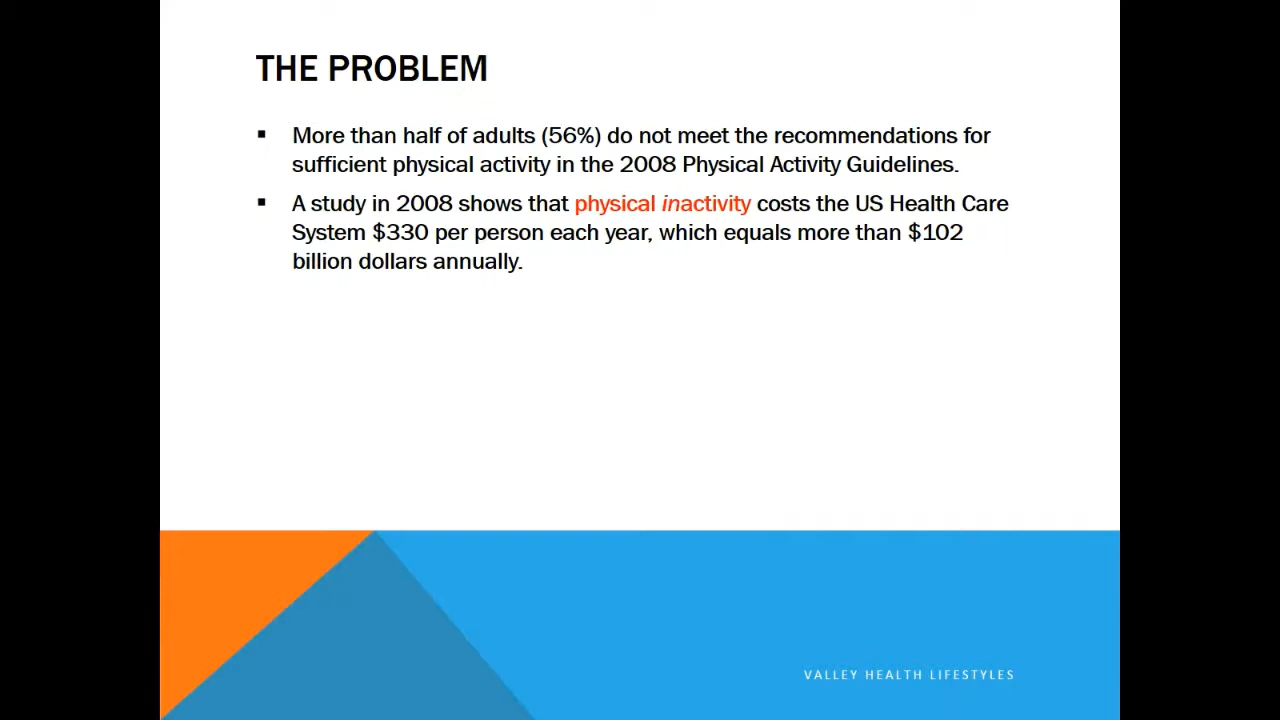 THE PROBLEM
▪ More than half of adults (56%) do not meet the recommendations for
sufficient physical activity in the 2008 Physical Activity Guidelines.
▪ A study in 2008 shows that physical inactivity costs the US Health Care
System $330 per person each year, which equals more than $102
billion dollars annually.
VALLEY HEALTH LIFESTYLES